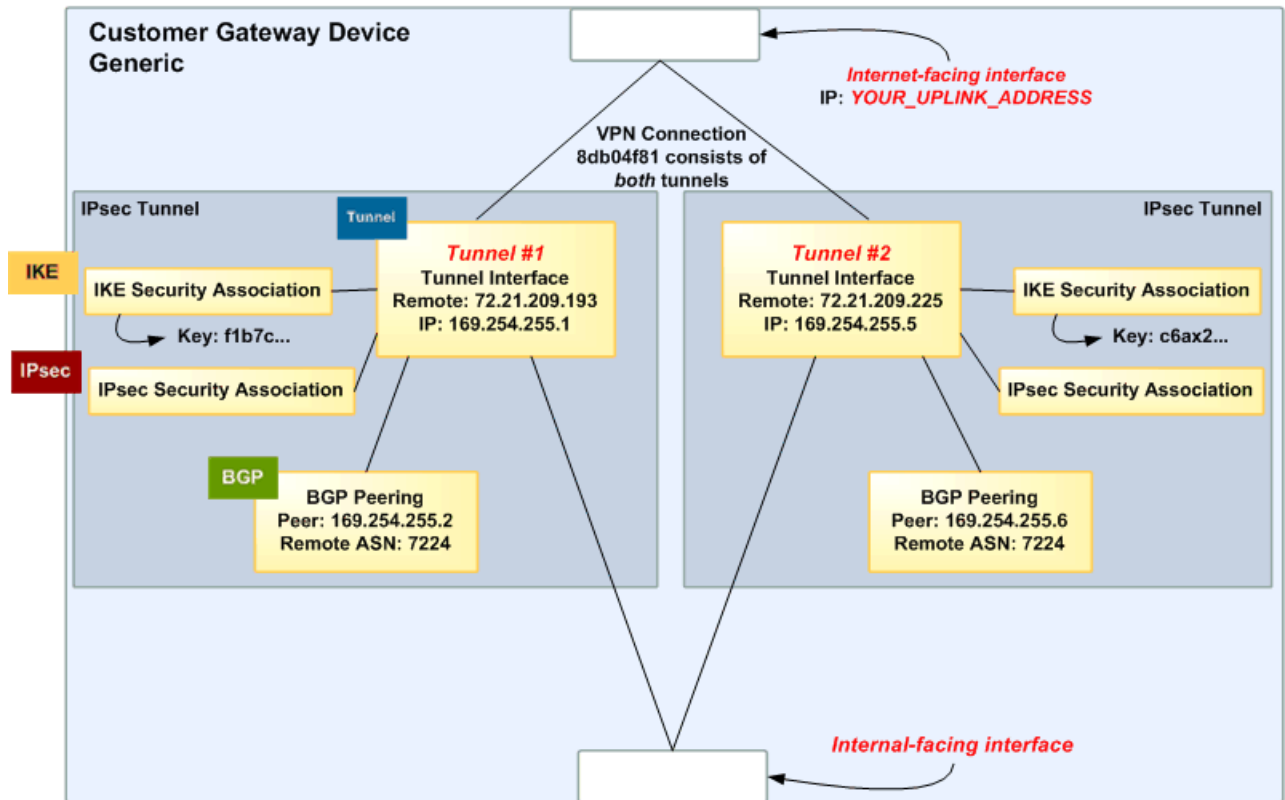 Customer Gateway Device
Generic
Internet-facing interface
IP: YOUR_UPLINK_ADDRESS
VPN Connection
8db04f81 consists of
both tunnels
IPsec Tunnel
Tunnel
IKE
IKE Security Association
Key: f1b7c...
IPsec
IPsec Security Association
Tunnel #1
Tunnel Interface
Remote: 72.21.209.193
IP: 169.254.255.1
BGP
BGP Peering
Peer: 169.254.255.2
Remote ASN: 7224
IPsec Tunnel
Tunnel #2
Tunnel Interface
Remote: 72.21.209.225
IP: 169.254.255.5
IKE Security Association
Key: c6ax2...
IPsec Security Association
BGP Peering
Peer: 169.254.255.6
Remote ASN: 7224
Internal-facing interface